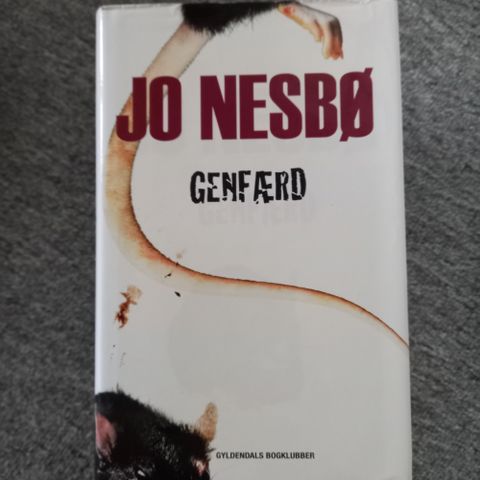 JO NESBØ
GENFÆRD
GYLDENDALS BOGKLUBBER